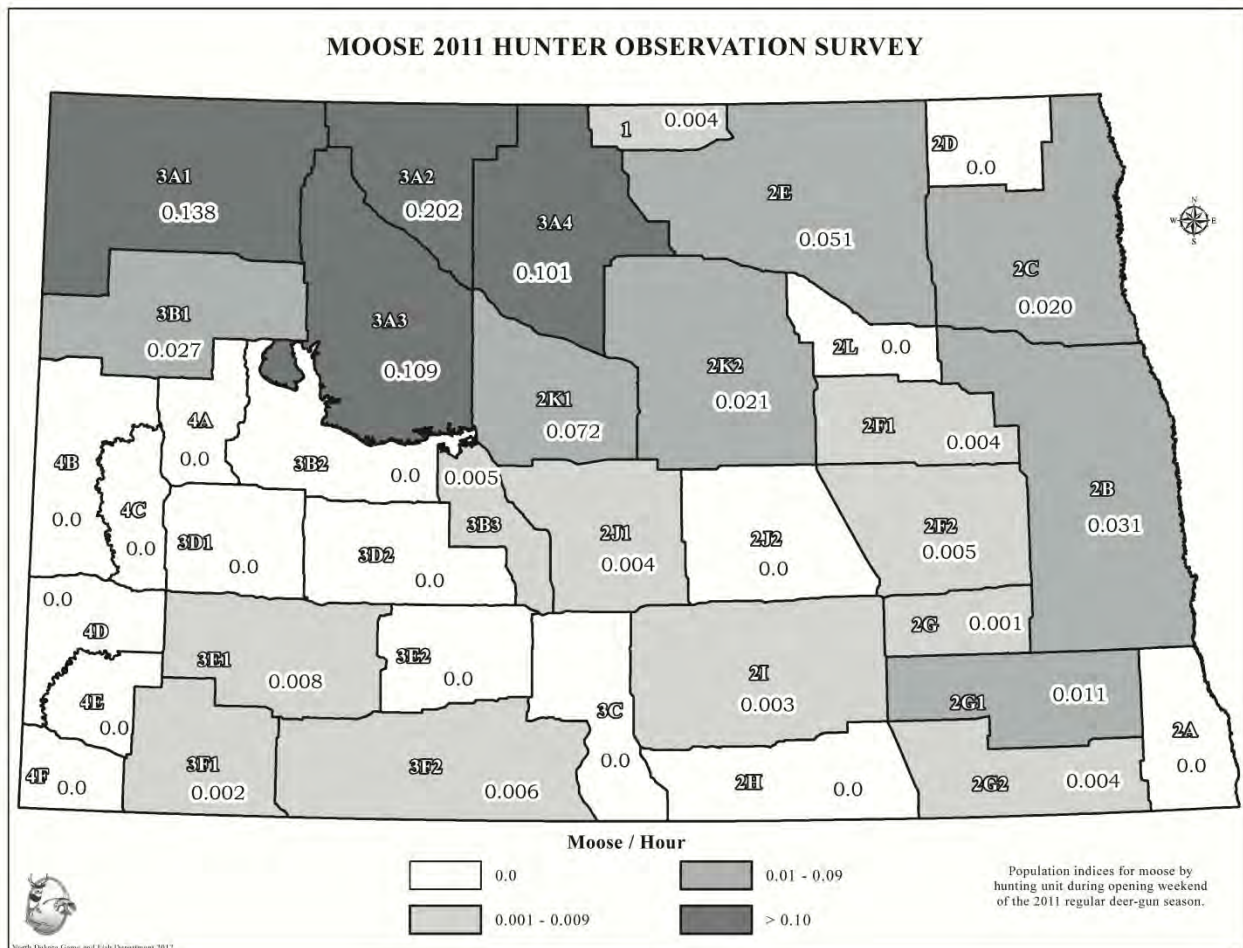 MOOSE 2011 HUNTER OBSERVATION SURVEY
1 0.004
2D
0.0
3A1
0.138
3A2
0.202
2E
0.051
3A4
0.101
2C
0.020
N
W E
S
3B1
0.027
3A3
0.109
2L 0.0
2K2
0.021
2K1
0.072
4A
0.0
2F1
0.004
4B
0.0
3B2 0.0
0.005
3B3
4C
0.0
2B
0.031
3D1
0.0
3D2
0.0
2J1
0.004
2J2
0.0
2F2
0.005
0.0
4D
2G 0.001
3E1
0.008
3E2
0.0
2I
0.003
4E
0.0
3C
0.0
2G1 0.011
2A
0.0
4F 0.0
3F1
0.002
3F2
0.006
2H 0.0
2G2 0.004
Moose / Hour
0.0
0.01 - 0.09
0.001 - 0.009
> 0.10
Population indices for moose by
hunting unit during opening weekend
of the 2011 regular deer-gun season.
North Dakota Game and Fish Department 2012